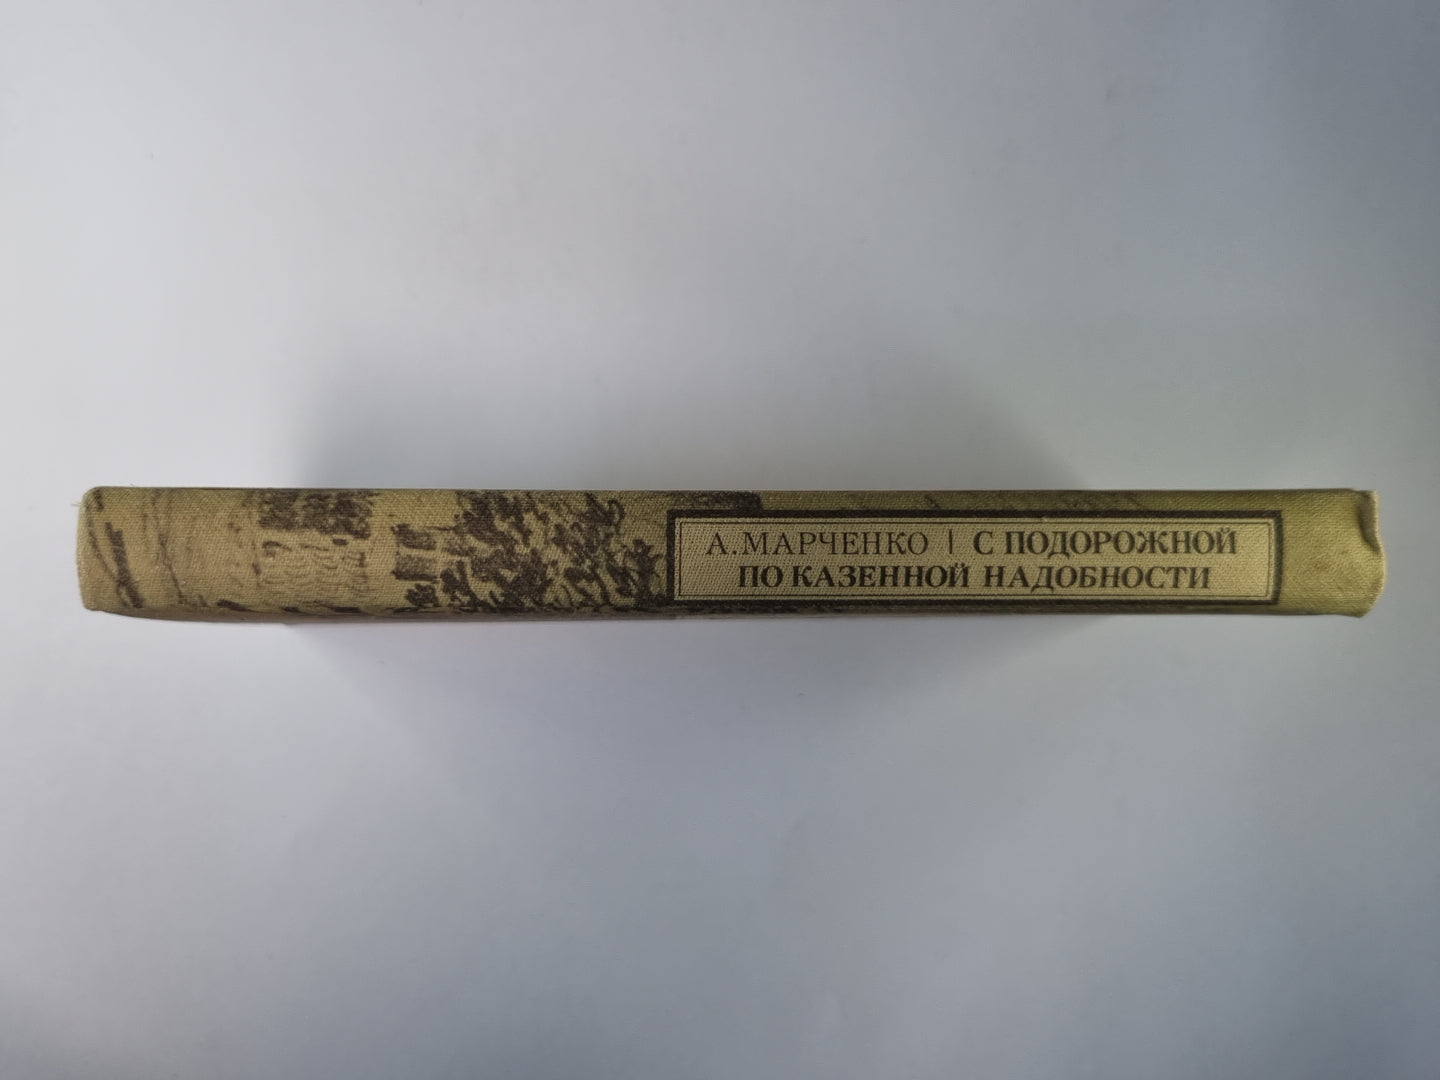 А. МАРЧЕНКО | С ПОДОРОЖНОЙ
ПО КАЗЕННОЙ НАДОБНОСТИ